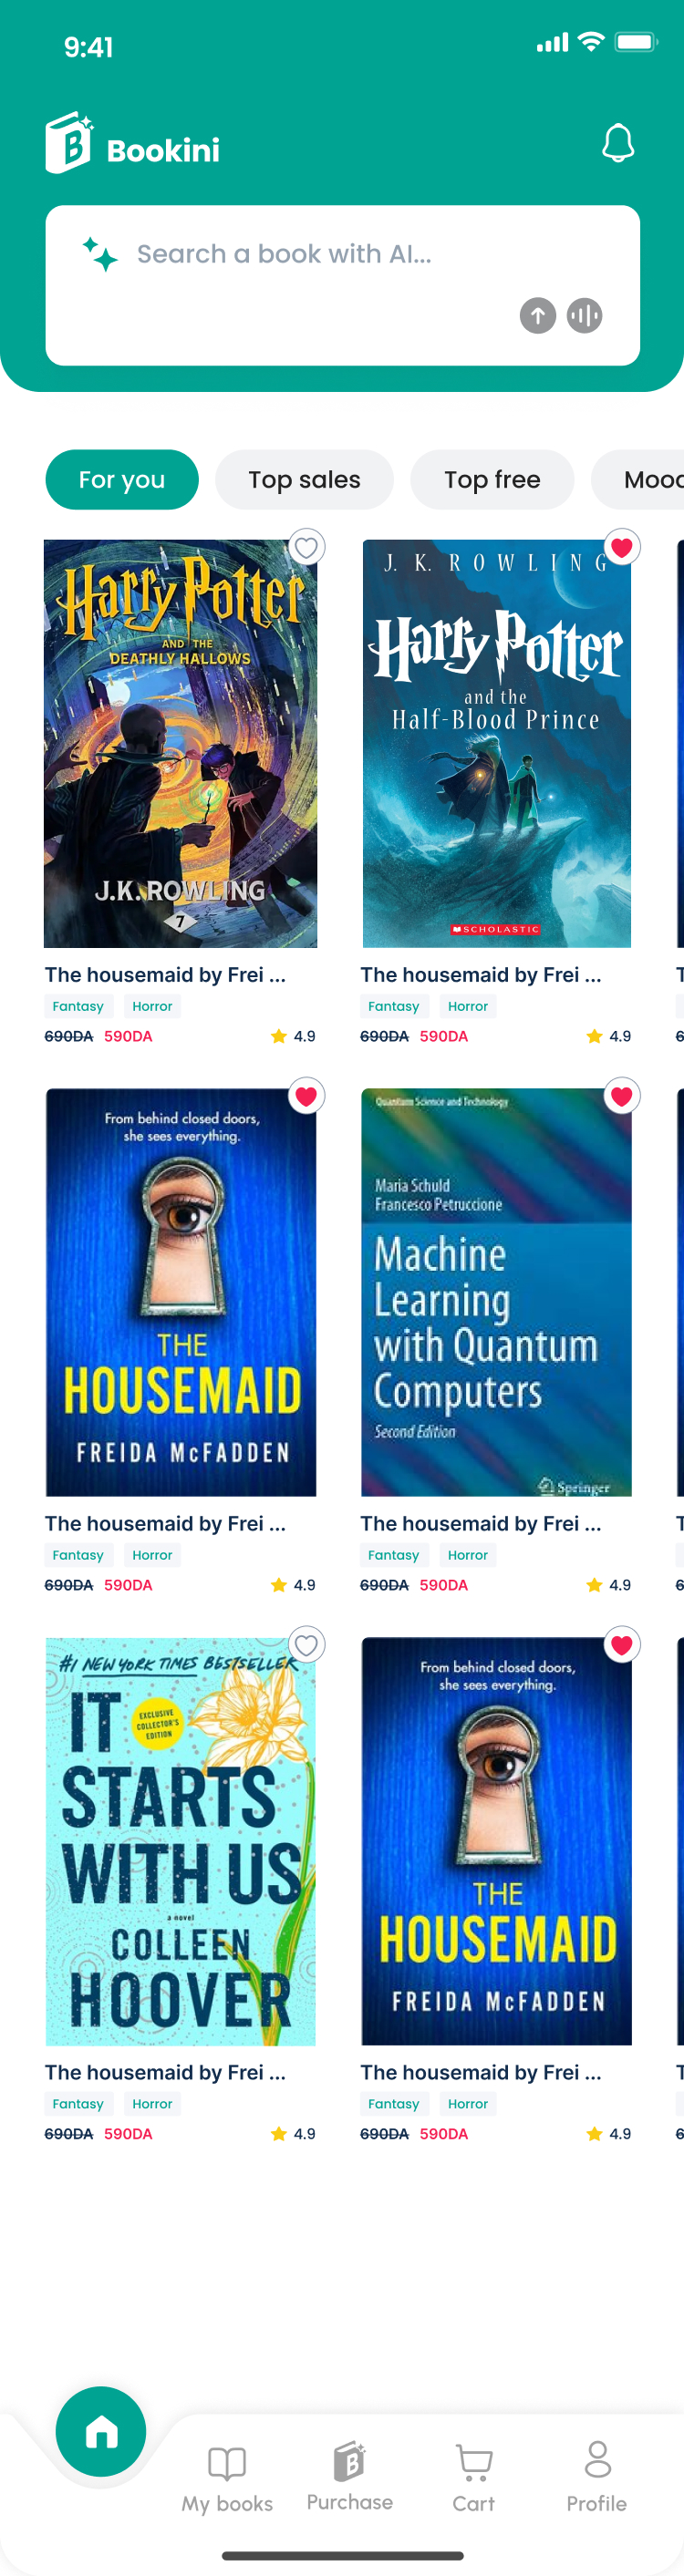 9:41
Bookini
Search a book with AI...
For you
Top sales
Top free
Mood
Harry Potter
AND THE
DEATHLY HALLOWS
J.K. ROWLING
7
J. K. ROWLING
Harry Potter
and the
Half-Blood Prince
SCHOLASTIC
The housemaid by Frei ...
The housemaid by Frei ...
Fantasy Horror
Fantasy Horror
690DA 590DA 4.9
690DA 590DA 4.9
From behind closed doors,
she sees everything.
THE
HOUSEMAID
FREIDA McFADDEN
Quantum Science and Technology
Maria Schuld
Francesco Petruccione
Machine
Learning
with Quantum
Computers
Second Edition
Springer
The housemaid by Frei ...
The housemaid by Frei ...
Fantasy Horror
Fantasy Horror
690DA 590DA 4.9
690DA 590DA 4.9
#1 NEW YORK TIMES BESTSELLER
IT
EXCLUSIVE
COLLECTOR'S
EDITION
STARTS
WITH US
a novel
COLLEEN
HOOVER
From behind closed doors,
she sees everything.
THE
HOUSEMAID
FREIDA McFADDEN
The housemaid by Frei ...
The housemaid by Frei ...
Fantasy Horror
Fantasy Horror
690DA 590DA 4.9
690DA 590DA 4.9
My books
Purchase
Cart
Profile